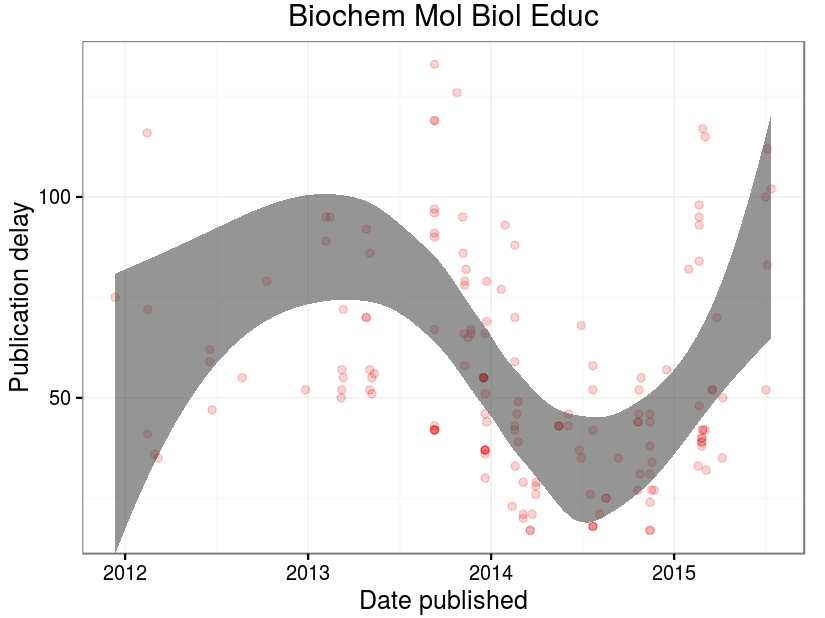 Biochem Mol Biol Educ
Publication delay
100
50
2012 2013 2014 2015
Date published